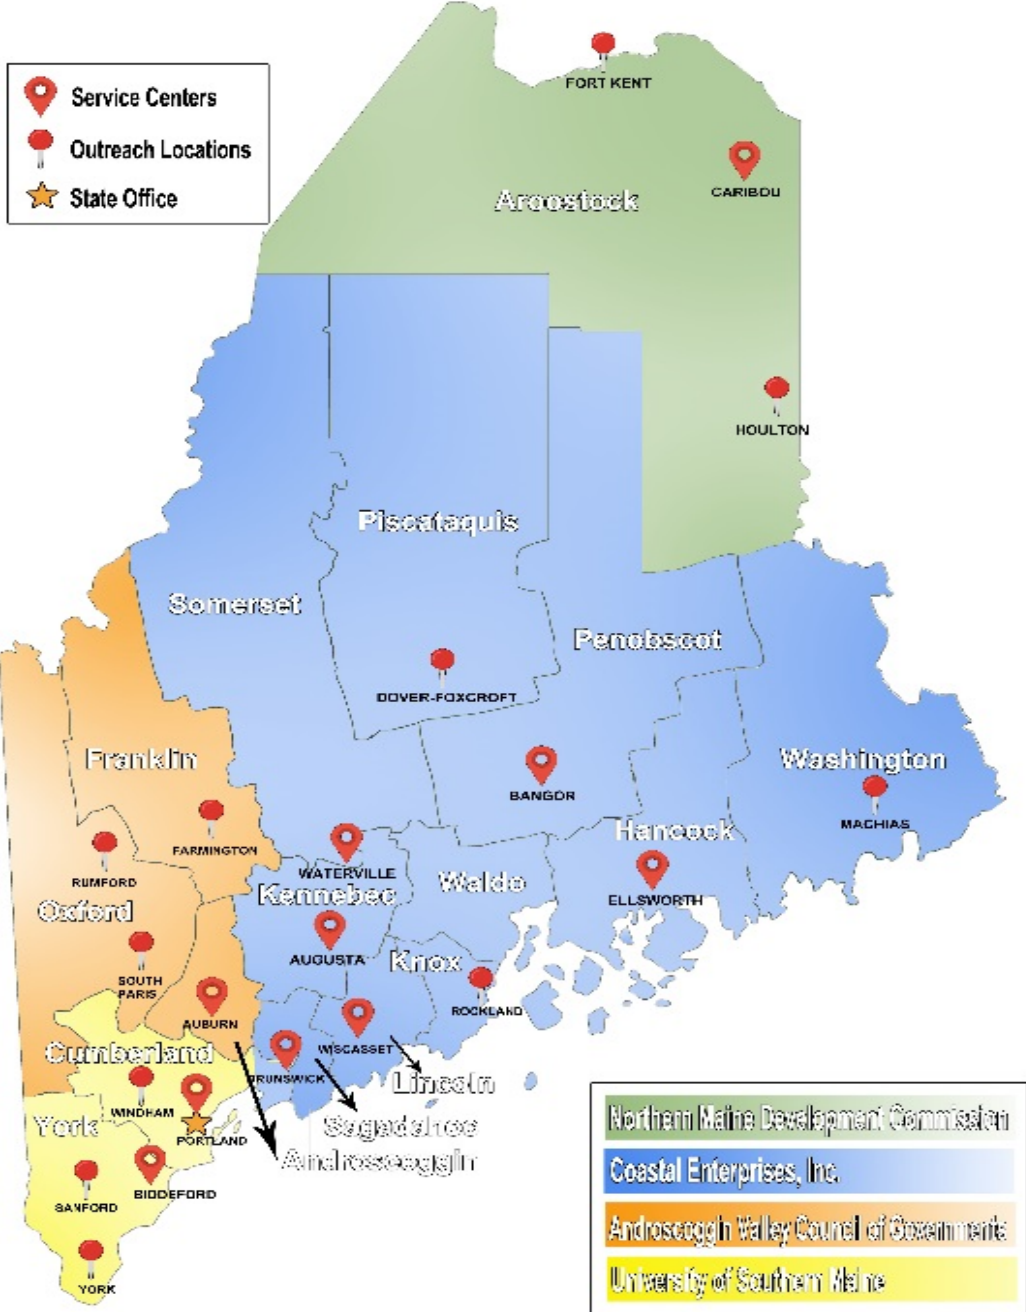 Service Centers
Outreach Locations
State Office
FORT KENT
CARIBOU
Aroostock
HOULTON
Piscataquis
Somerset
Penobscot
DOVER-FOXCROFT
Franklin
Washington
BANGOR
MACHIAS
FARMINGTON
Hancock
RUMFORD
WATERVILLE
Kennebec
Waldo
ELLSWORTH
Oxford
AUGUSTA
Knox
SOUTH
PARIS
ROCKLAND
AUBURN
WISCASSET
Cumberland
BRUNSWICK
Lincoln
WINDHAM
York
PORTLAND
Sagadahoc
Androscoggin
BIDDEFORD
SANFORD
YORK
Northern Maine Development Commission
Coastal Enterprises, Inc.
Androscoggin Valley Council of Governments
University of Southern Maine